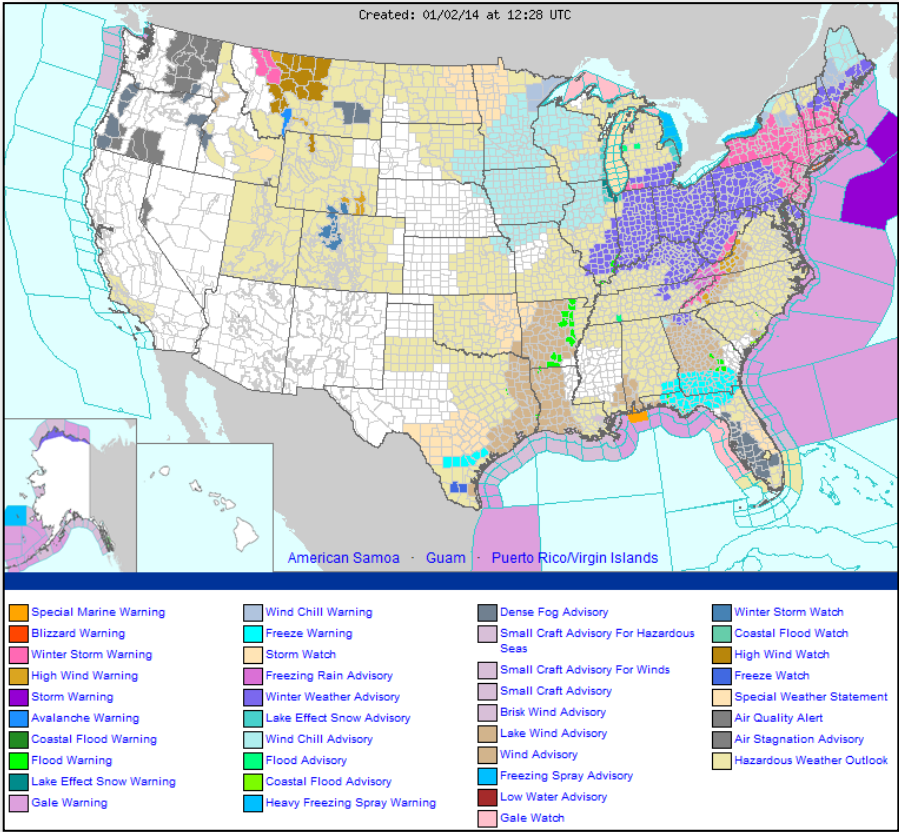 Created: 01/02/14 at 12:28 UTC
American Samoa · Guam · Puerto Rico/Virgin Islands
Special Marine Warning
Blizzard Warning
Winter Storm Warning
High Wind Warning
Storm Warning
Avalanche Warning
Coastal Flood Warning
Flood Warning
Lake Effect Snow Warning
Gale Warning
Wind Chill Warning
Freeze Warning
Storm Watch
Freezing Rain Advisory
Winter Weather Advisory
Lake Effect Snow Advisory
Wind Chill Advisory
Flood Advisory
Coastal Flood Advisory
Heavy Freezing Spray Warning
Dense Fog Advisory
Small Craft Advisory For Hazardous
Seas
Small Craft Advisory For Winds
Small Craft Advisory
Brisk Wind Advisory
Lake Wind Advisory
Wind Advisory
Freezing Spray Advisory
Low Water Advisory
Gale Watch
Winter Storm Watch
Coastal Flood Watch
High Wind Watch
Freeze Watch
Special Weather Statement
Air Quality Alert
Air Stagnation Advisory
Hazardous Weather Outlook